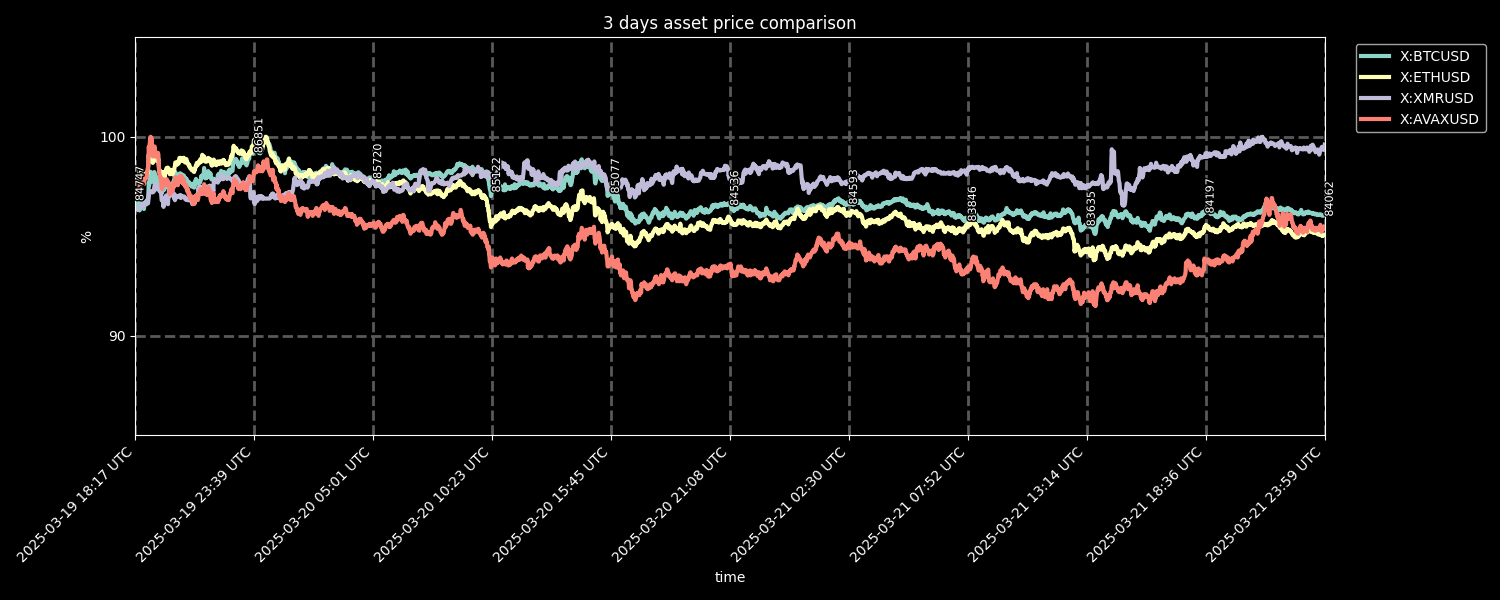 3 days asset price comparison
X:BTCUSD
X:ETHUSD
X:XMRUSD
X:AVAXUSD
100
90
%
86851
85720
85122
85077
84536
84593
83846
83635
84197
84062
2025-03-19 18:17 UTC
2025-03-19 23:39 UTC
2025-03-20 05:01 UTC
2025-03-20 10:23 UTC
2025-03-20 15:45 UTC
2025-03-20 21:08 UTC
2025-03-21 02:30 UTC
2025-03-21 07:52 UTC
2025-03-21 13:14 UTC
2025-03-21 18:36 UTC
2025-03-21 23:59 UTC
time